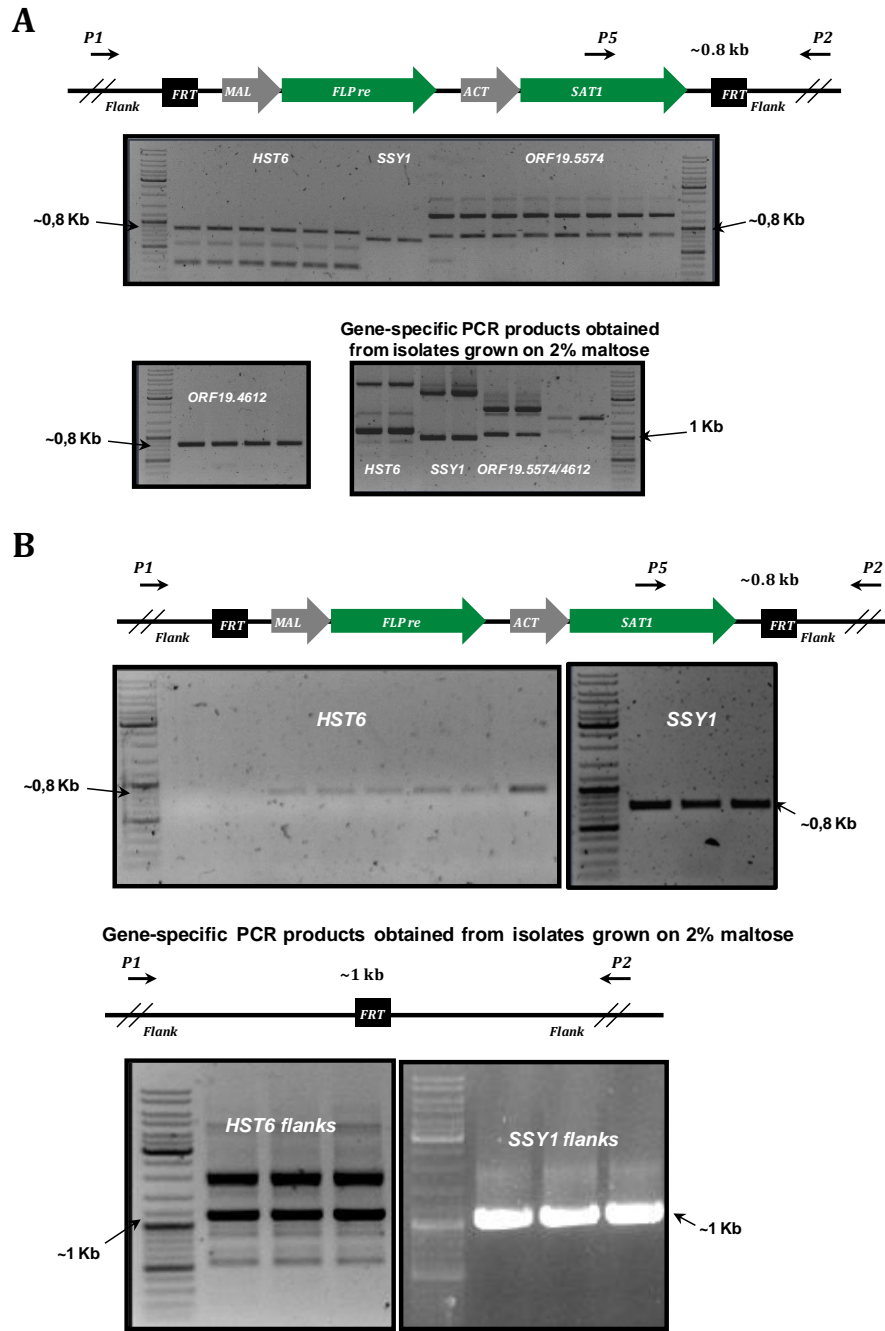 A
P1 P5 ~0.8 kb P2
Flank FRT MAL FLP re ACT SAT1 FRT Flank
HST6 SSY1 ORF19.5574
~0,8 Kb ~0,8 Kb
Gene-specific PCR products obtained
from isolates grown on 2% maltose
ORF19.4612
~0,8 Kb 1 Kb
HST6 SSY1 ORF19.5574/4612
B
P1 P5 ~0.8 kb P2
Flank FRT MAL FLP re ACT SAT1 FRT Flank
HST6 SSY1
~0,8 Kb ~0,8 Kb
Gene-specific PCR products obtained from isolates grown on 2% maltose
P1 ~1 kb P2
Flank FRT Flank
HST6 flanks SSY1 flanks
~1 Kb ~1 Kb